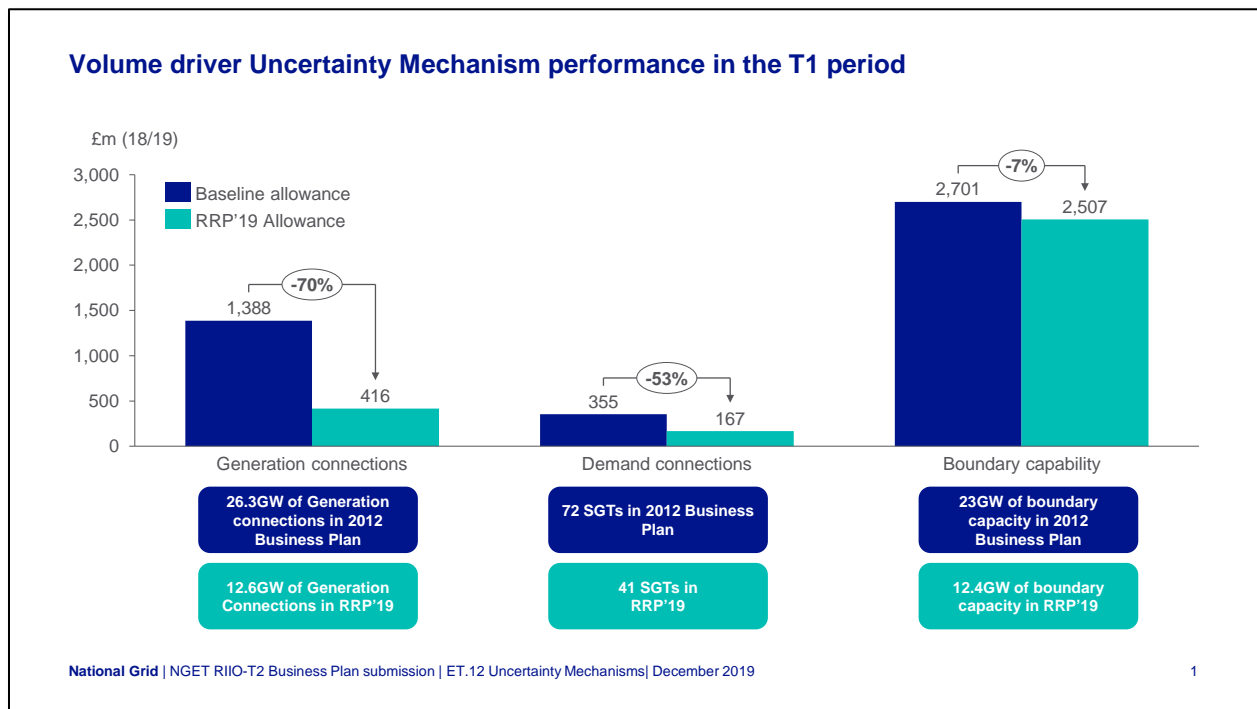 Volume driver Uncertainty Mechanism performance in the T1 period
£m (18/19)
3,000
2,500
2,000
1,500
1,000
500
0
Baseline allowance
RRP'19 Allowance
-70%
1,388
416
-53%
355
167
-7%
2,701
2,507
Generation connections
Demand connections
Boundary capability
26.3GW of Generation
connections in 2012
Business Plan
72 SGTs in 2012 Business
Plan
23GW of boundary
capacity in 2012
Business Plan
12.6GW of Generation
Connections in RRP'19
41 SGTs in
RRP'19
12.4GW of boundary
capacity in RRP'19
National Grid | NGET RIIO-T2 Business Plan submission | ET.12 Uncertainty Mechanisms| December 2019
1